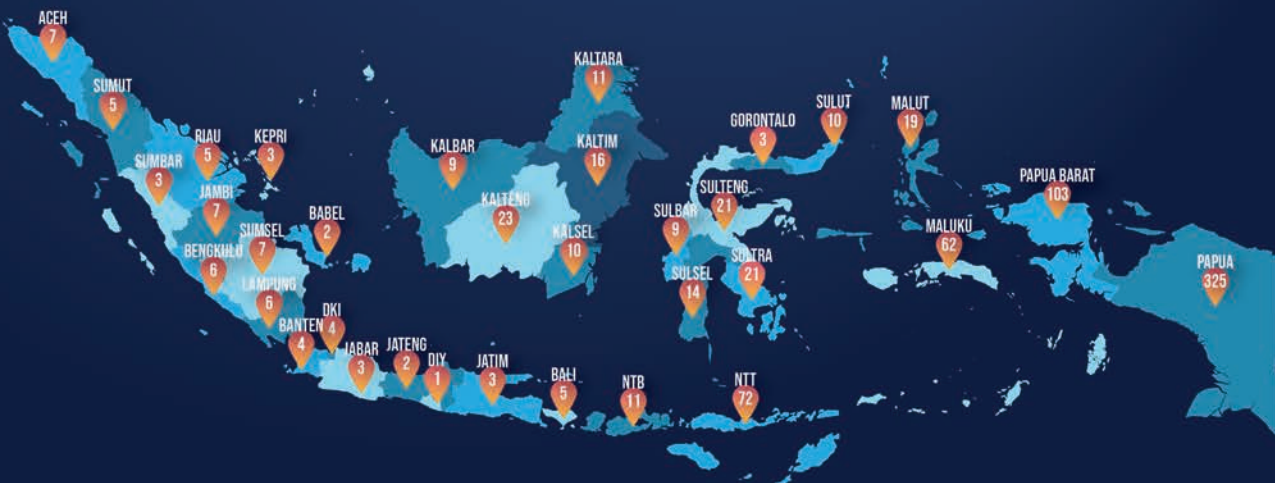 ACEH
7
SUMUT
5
RIAU
5
KEPRI
3
SUMBAR
3
JAMBI
7
BABEL
2
SUMSEL
7
BENGKULU
6
LAMPUNG
6
BANTEN
4
DKI
4
JABAR
3
JATENG
2
DIY
1
JATIM
3
BALI
5
NTB
11
NTT
72
KALBAR
9
KALTENG
23
KALSEL
10
KALTIM
16
KALTARA
11
GORONTALO
3
SULUT
10
SULTENG
21
SULBAR
9
SULSEL
14
SULTRA
21
MALUT
19
MALUKU
62
PAPUA BARAT
103
PAPUA
325